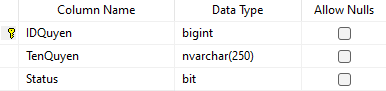 Column Name Data Type Allow Nulls
IDQuyen bigint
TenQuyen nvarchar(250)
Status bit